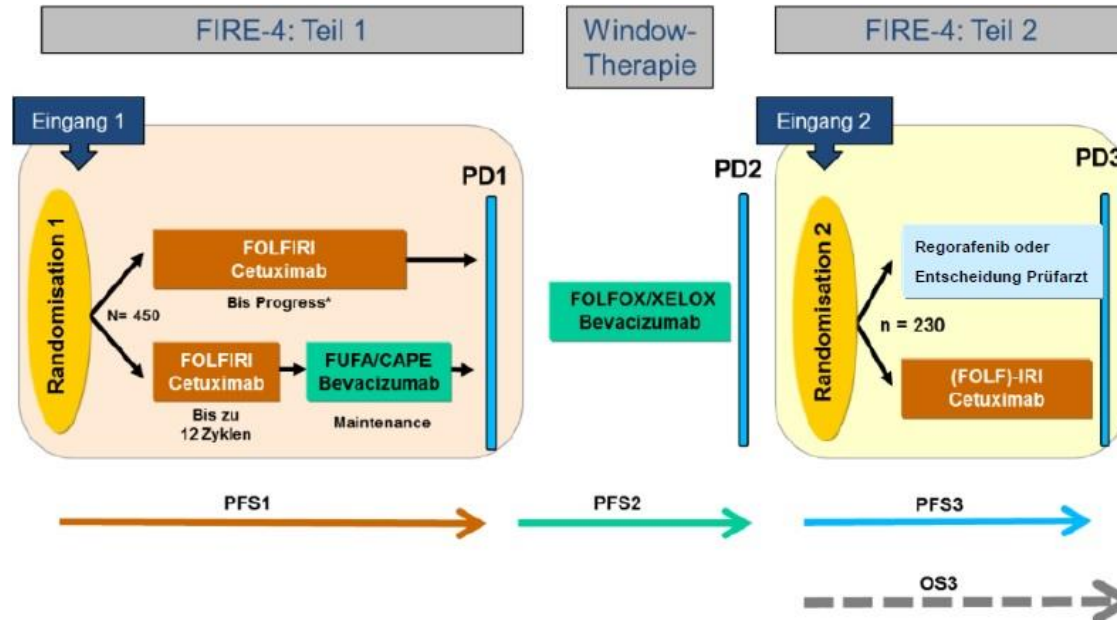 FIRE-4: Teil 1
Window-
Therapie
FIRE-4: Teil 2
Eingang 1
Eingang 2
PD1
PD2
PD3
Randomisation 1
N= 450
FOLFIRI
Cetuximab
Bis Progress*
FOLFIRI
Cetuximab
Bis zu
12 Zyklen
FUFA/CAPE
Bevacizumab
Maintenance
FOLFOX/XELOX
Bevacizumab
Randomisation 2
n = 230
Regorafenib oder
Entscheidung Prüfarzt
(FOLF)-IRI
Cetuximab
PFS1
PFS2
PFS3
OS3